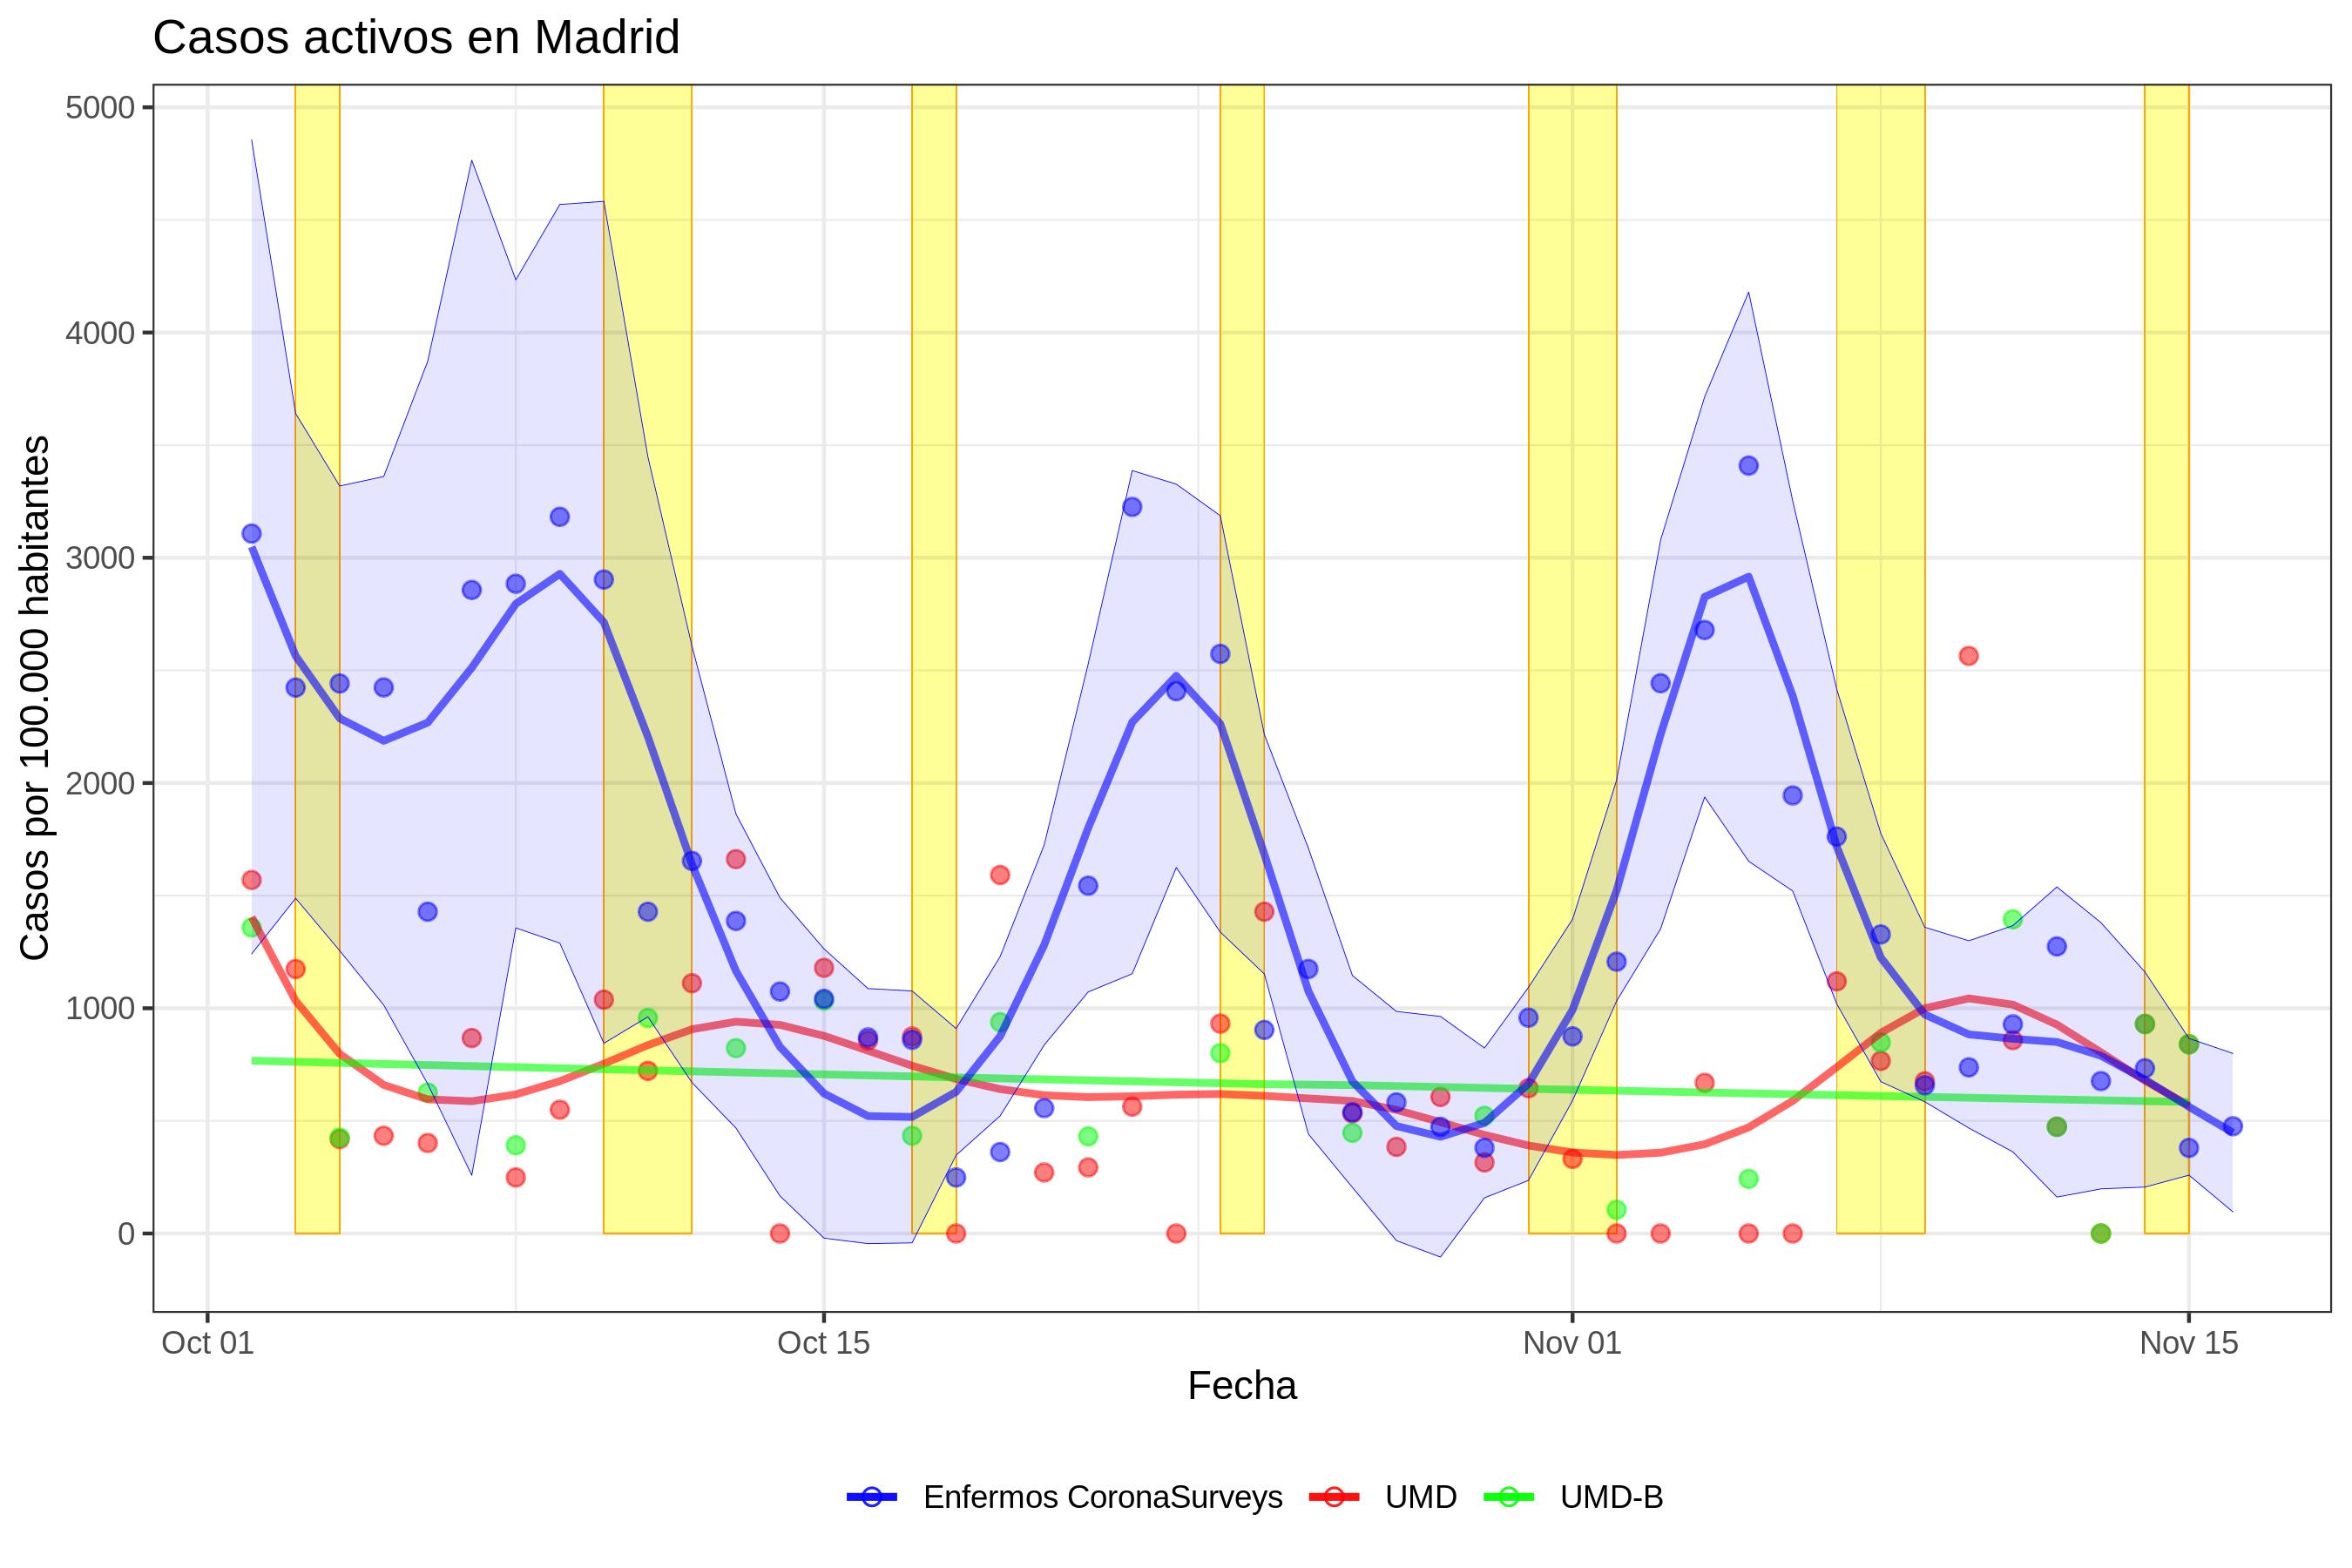 Casos activos en Madrid
Casos por 100.000 habitantes
5000
4000
3000
2000
1000
0
Oct 01
Oct 15
Nov 01
Nov 15
Fecha
Enfermos CoronaSurveys
UMD
UMD-B